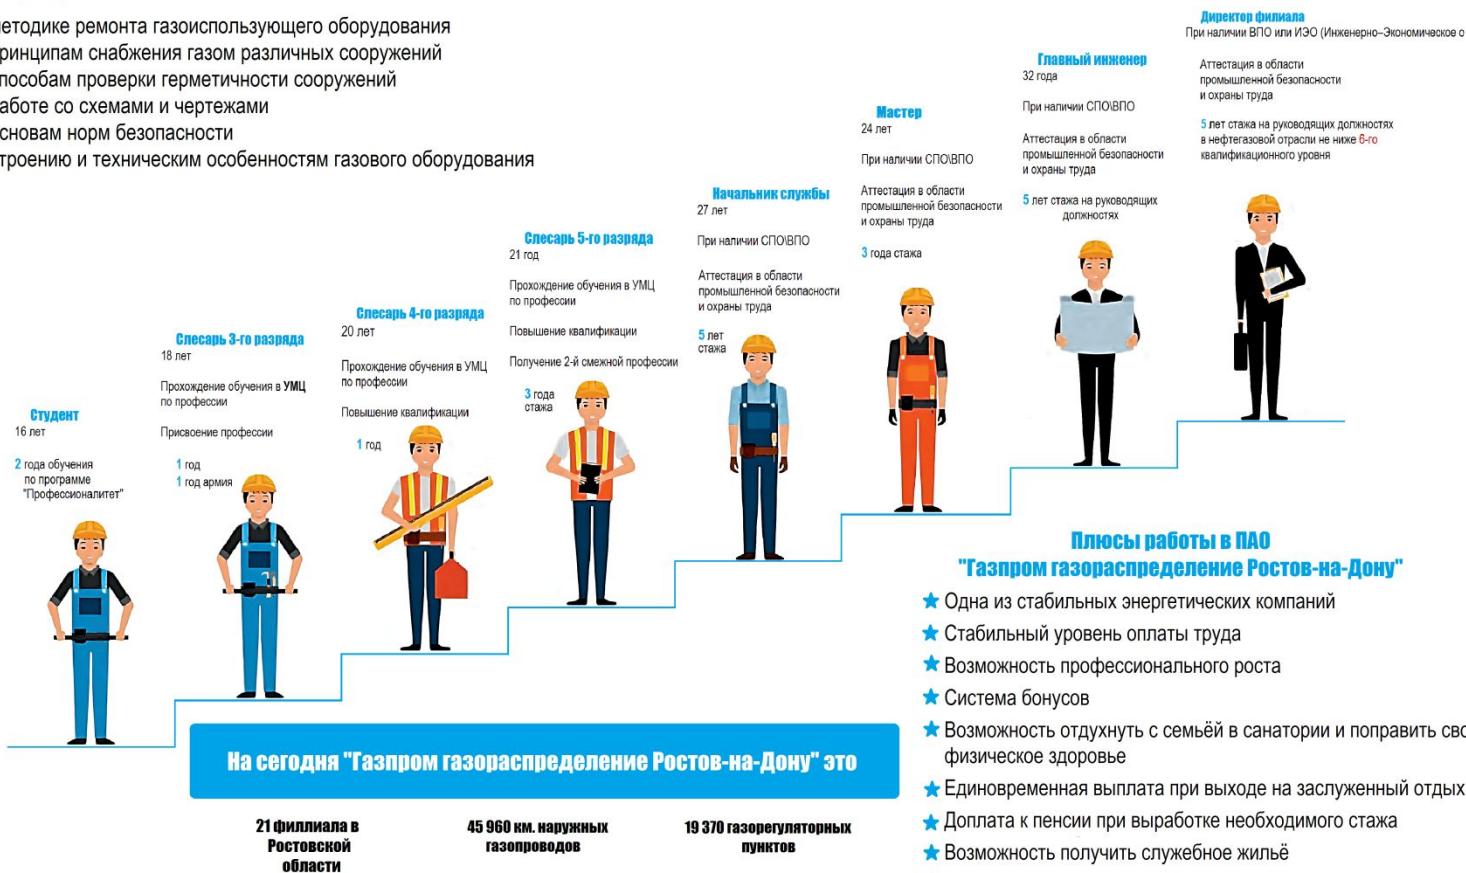 методике ремонта газоиспользующего оборудования
ринципам снабжения газом различных сооружений
пособам проверки герметичности сооружений
аботе со схемами и чертежами
сновам норм безопасности
троению и техническим особенностям газового оборудования
Студент
16 лет
2 года обучения
по программе
"Профессионалитет"
Слесарь 3-го разряда
18 лет
Прохождение обучения в УМЦ
по профессии
Присвоение профессии
1 год
1 год армия
Слесарь 4-го разряда
20 лет
Прохождение обучения в УМЦ
по профессии
Повышение квалификации
1 год
Слесарь 5-го разряда
21 год
Прохождение обучения в УМЦ
по профессии
Повышение квалификации
Получение 2-й смежной профессии
3 года
стажа
Начальник службы
27 лет
При наличии СПО\ВПО
Аттестация в области
промышленной безопасности
и охраны труда
5 лет
стажа
Мастер
24 лет
При наличии СПО\ВПО
Аттестация в области
промышленной безопасности
и охраны труда
3 года стажа
Главный инженер
32 года
При наличии СПО\ВПО
Аттестация в области
промышленной безопасности
и охраны труда
5 лет стажа на руководящих
должностях
Директор филиала
При наличии ВПО или ИЭО (Инженерно–Экономическое о
Аттестация в области
промышленной безопасности
и охраны труда
5 лет стажа на руководящих должностях
в нефтегазовой отрасли не ниже 6-го
квалификационного уровня
На сегодня "Газпром газораспределение Ростов-на-Дону" это
21 филлиала в
Ростовской
области
45 960 км. наружных
газопроводов
19 370 газорегуляторных
пунктов
Плюсы работы в ПАО
"Газпром газораспределение Ростов-на-Дону"
Одна из стабильных энергетических компаний
Стабильный уровень оплаты труда
Возможность профессионального роста
Система бонусов
Возможность отдухнуть с семьёй в санатории и поправить сво
физическое здоровье
Единовременная выплата при выходе на заслуженный отдых
Доплата к пенсии при выработке необходимого стажа
Возможность получить служебное жильё